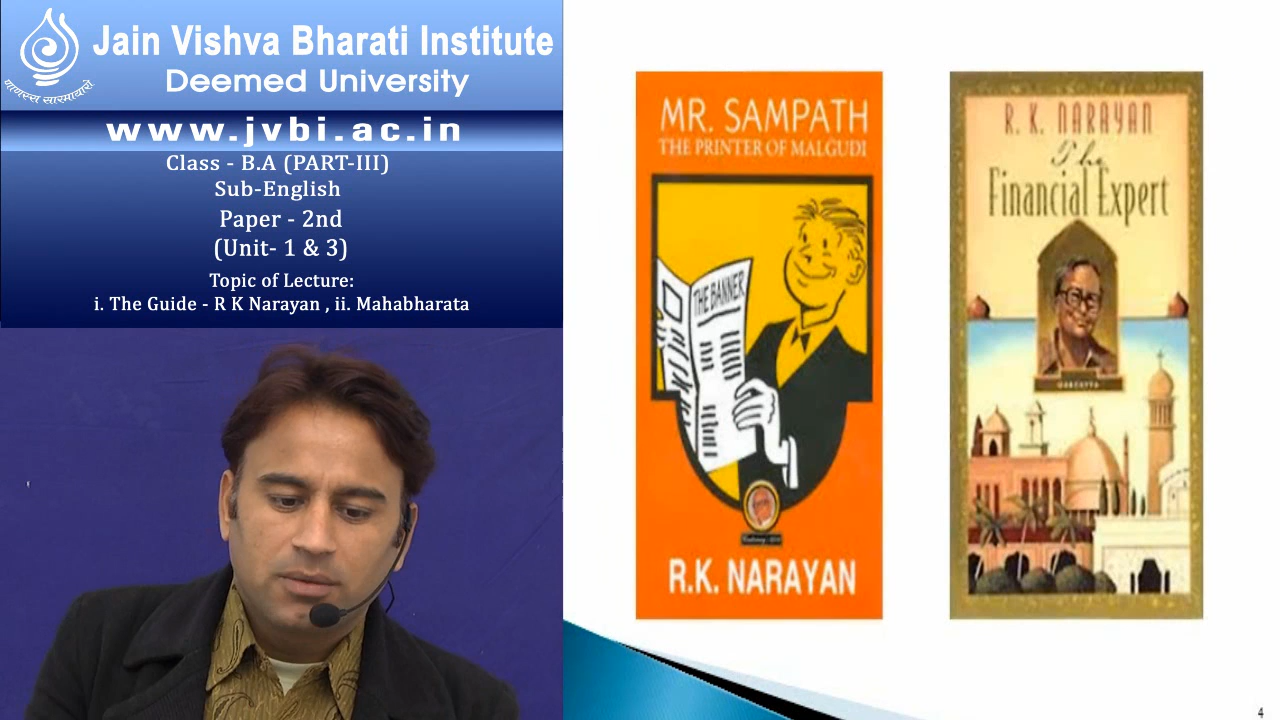 Jain Vishva Bharati Institute
Deemed University
णाणस्स सारमायारो
www.jvbi.ac.in
Class - B.A (PART-III)
Sub-English
Paper - 2nd
(Unit- 1 & 3)
Topic of Lecture:
i. The Guide - R K Narayan , ii. Mahabharata
MR. SAMPATH
THE PRINTER OF MALGUDI
THE BANNER
R.K. NARAYAN
R. K. NARAYAN
The
Financial Expert
4